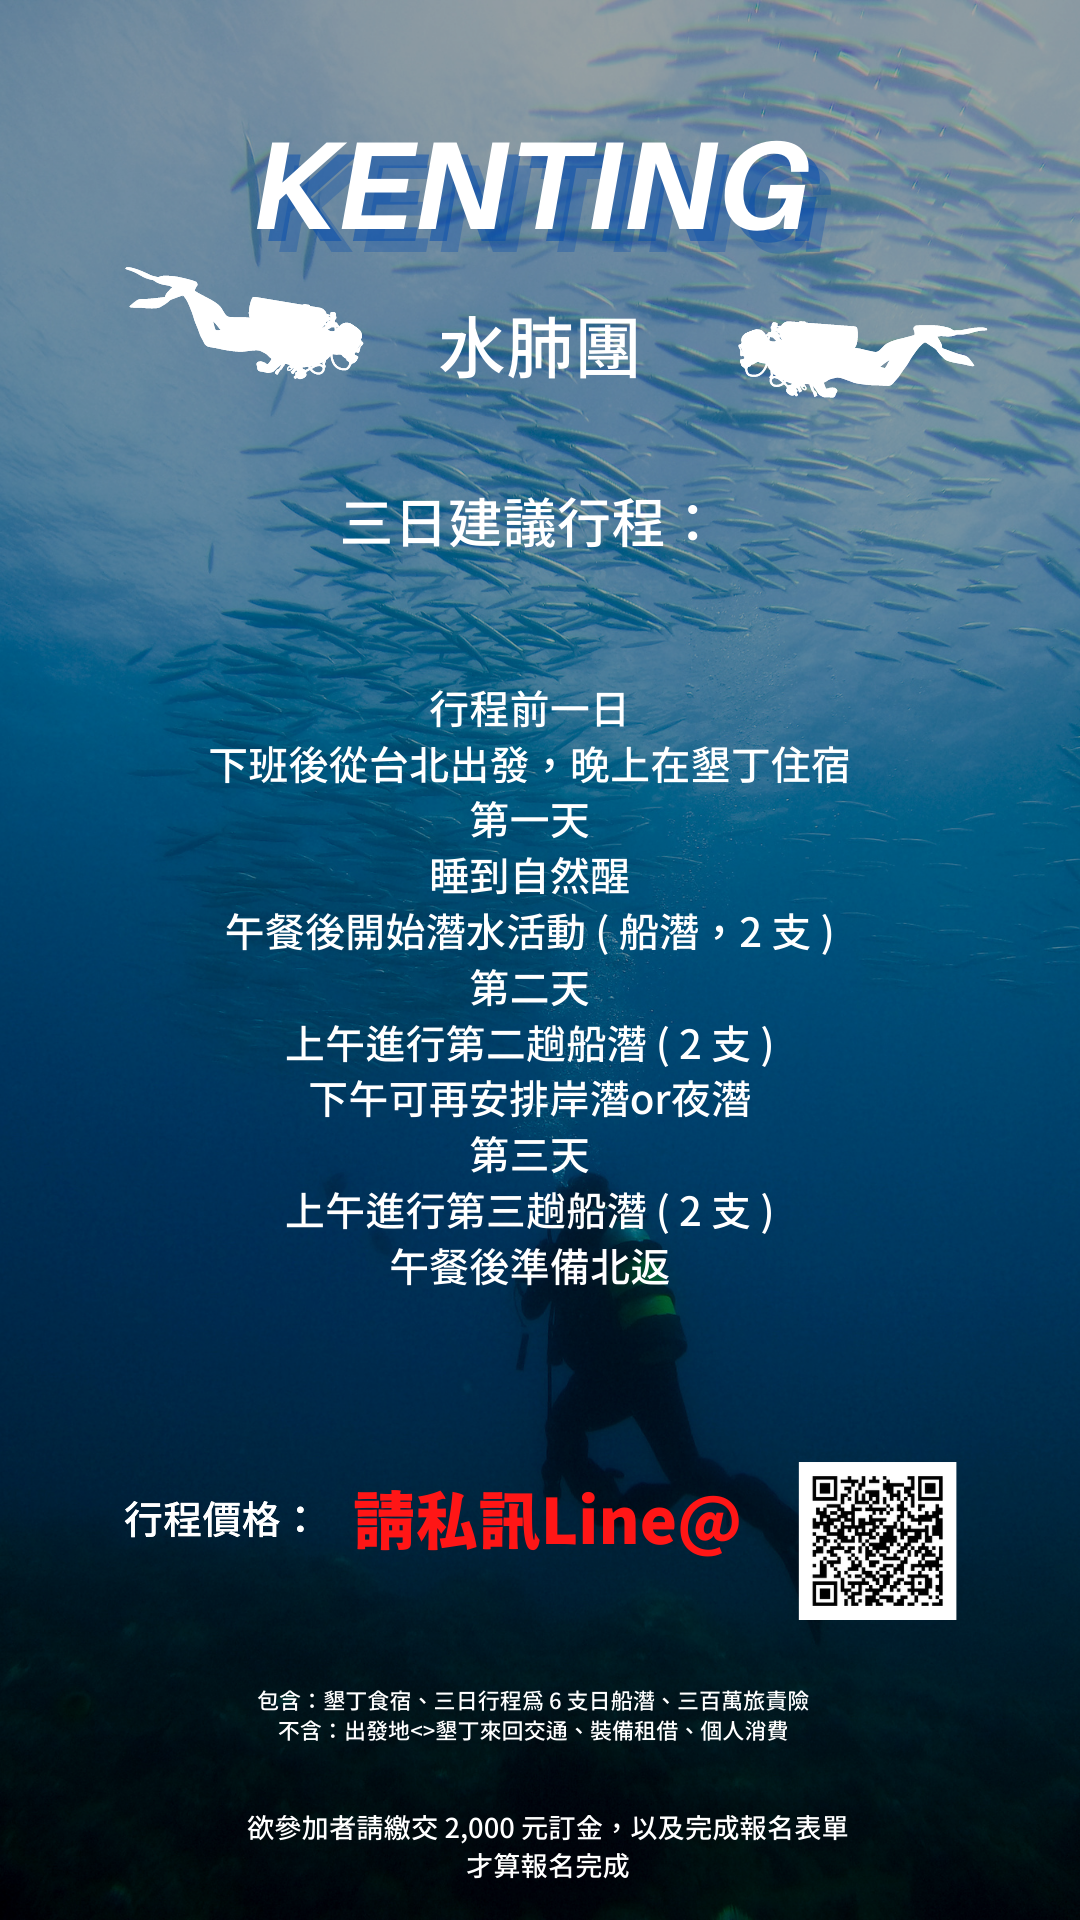 KENTING
水肺團
三日建議行程：
行程前一日
下班後從台北出發，晚上在墾丁住宿
第一天
睡到自然醒
午餐後開始潛水活動 ( 船潛，2 支 )
第二天
上午進行第二趟船潛 ( 2 支 )
下午可再安排岸潛or夜潛
第三天
上午進行第三趟船潛 ( 2 支 )
午餐後準備北返
行程價格： 請私訊Line@
包含：墾丁食宿、三日行程爲 6 支日船潛、三百萬旅責險
不含：出發地<>墾丁來回交通、裝備租借、個人消費
欲參加者請繳交 2,000 元訂金，以及完成報名表單
才算報名完成